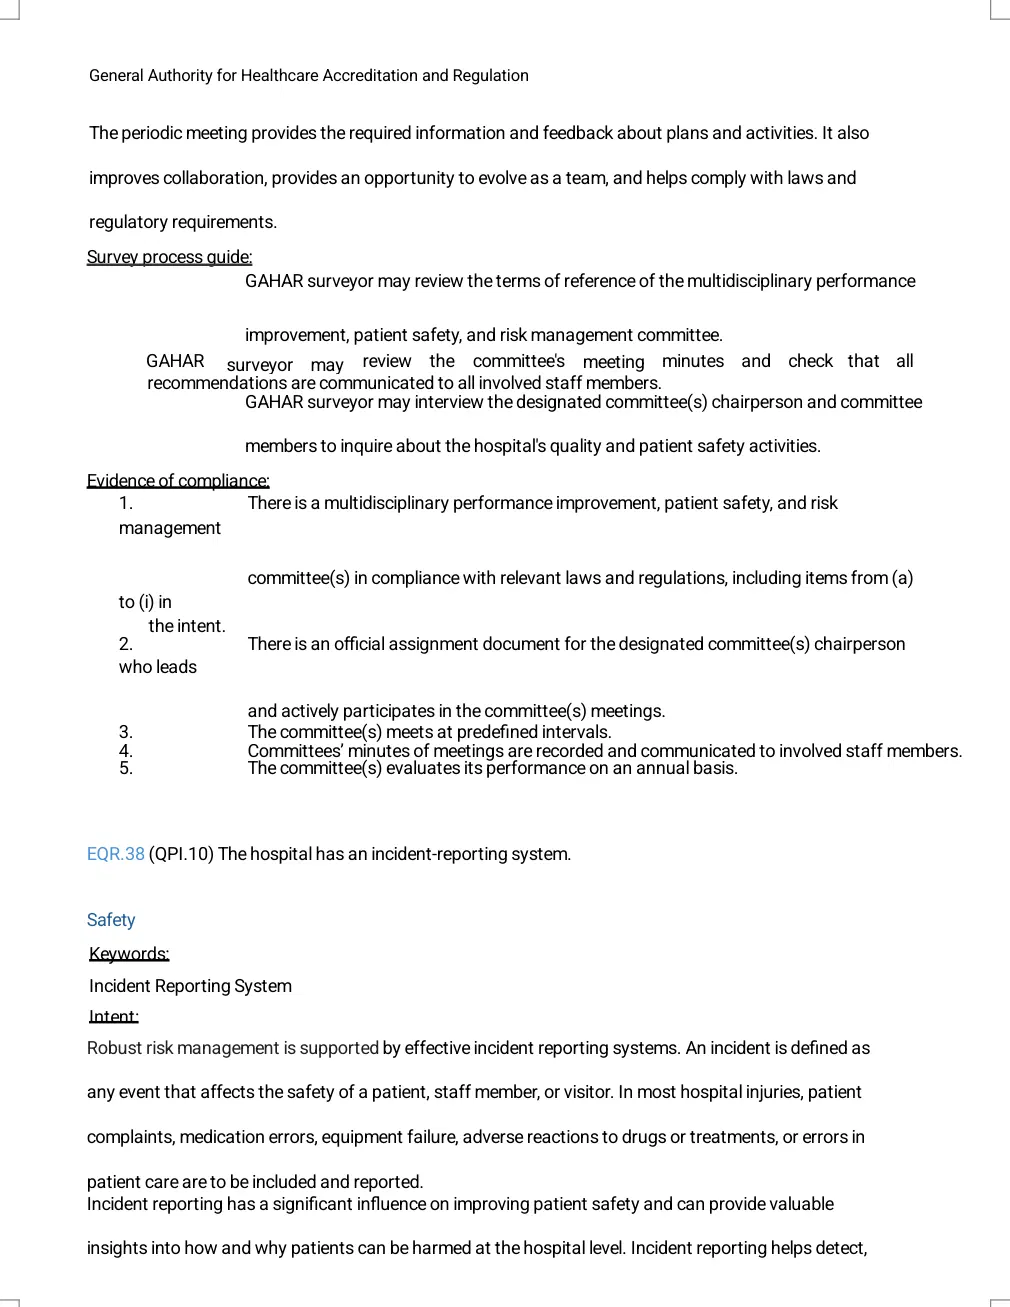 General Authority for Healthcare Accreditation and Regulation
The periodic meeting provides the required information and feedback about plans and activities. It also
improves collaboration, provides an opportunity to evolve as a team, and helps comply with laws and
regulatory requirements.
Survey process guide:
GAHAR surveyor may review the terms of reference of the multidisciplinary performance
improvement, patient safety, and risk management committee.
GAHAR surveyor may review the committee's meeting minutes and check that all
recommendations are communicated to all involved staff members.
GAHAR surveyor may interview the designated committee(s) chairperson and committee
members to inquire about the hospital's quality and patient safety activities.
Evidence of compliance:
1. There is a multidisciplinary performance improvement, patient safety, and risk
management
committee(s) in compliance with relevant laws and regulations, including items from (a)
to (i) in
the intent.
2. There is an official assignment document for the designated committee(s) chairperson
who leads
and actively participates in the committee(s) meetings.
3. The committee(s) meets at predefined intervals.
4. Committees’ minutes of meetings are recorded and communicated to involved staff members.
5. The committee(s) evaluates its performance on an annual basis.
EQR.38 (QPI.10) The hospital has an incident-reporting system.
Safety
Keywords:
Incident Reporting System
Intent:
Robust risk management is supported by effective incident reporting systems. An incident is defined as
any event that affects the safety of a patient, staff member, or visitor. In most hospital injuries, patient
complaints, medication errors, equipment failure, adverse reactions to drugs or treatments, or errors in
patient care are to be included and reported.
Incident reporting has a significant influence on improving patient safety and can provide valuable
insights into how and why patients can be harmed at the hospital level. Incident reporting helps detect,